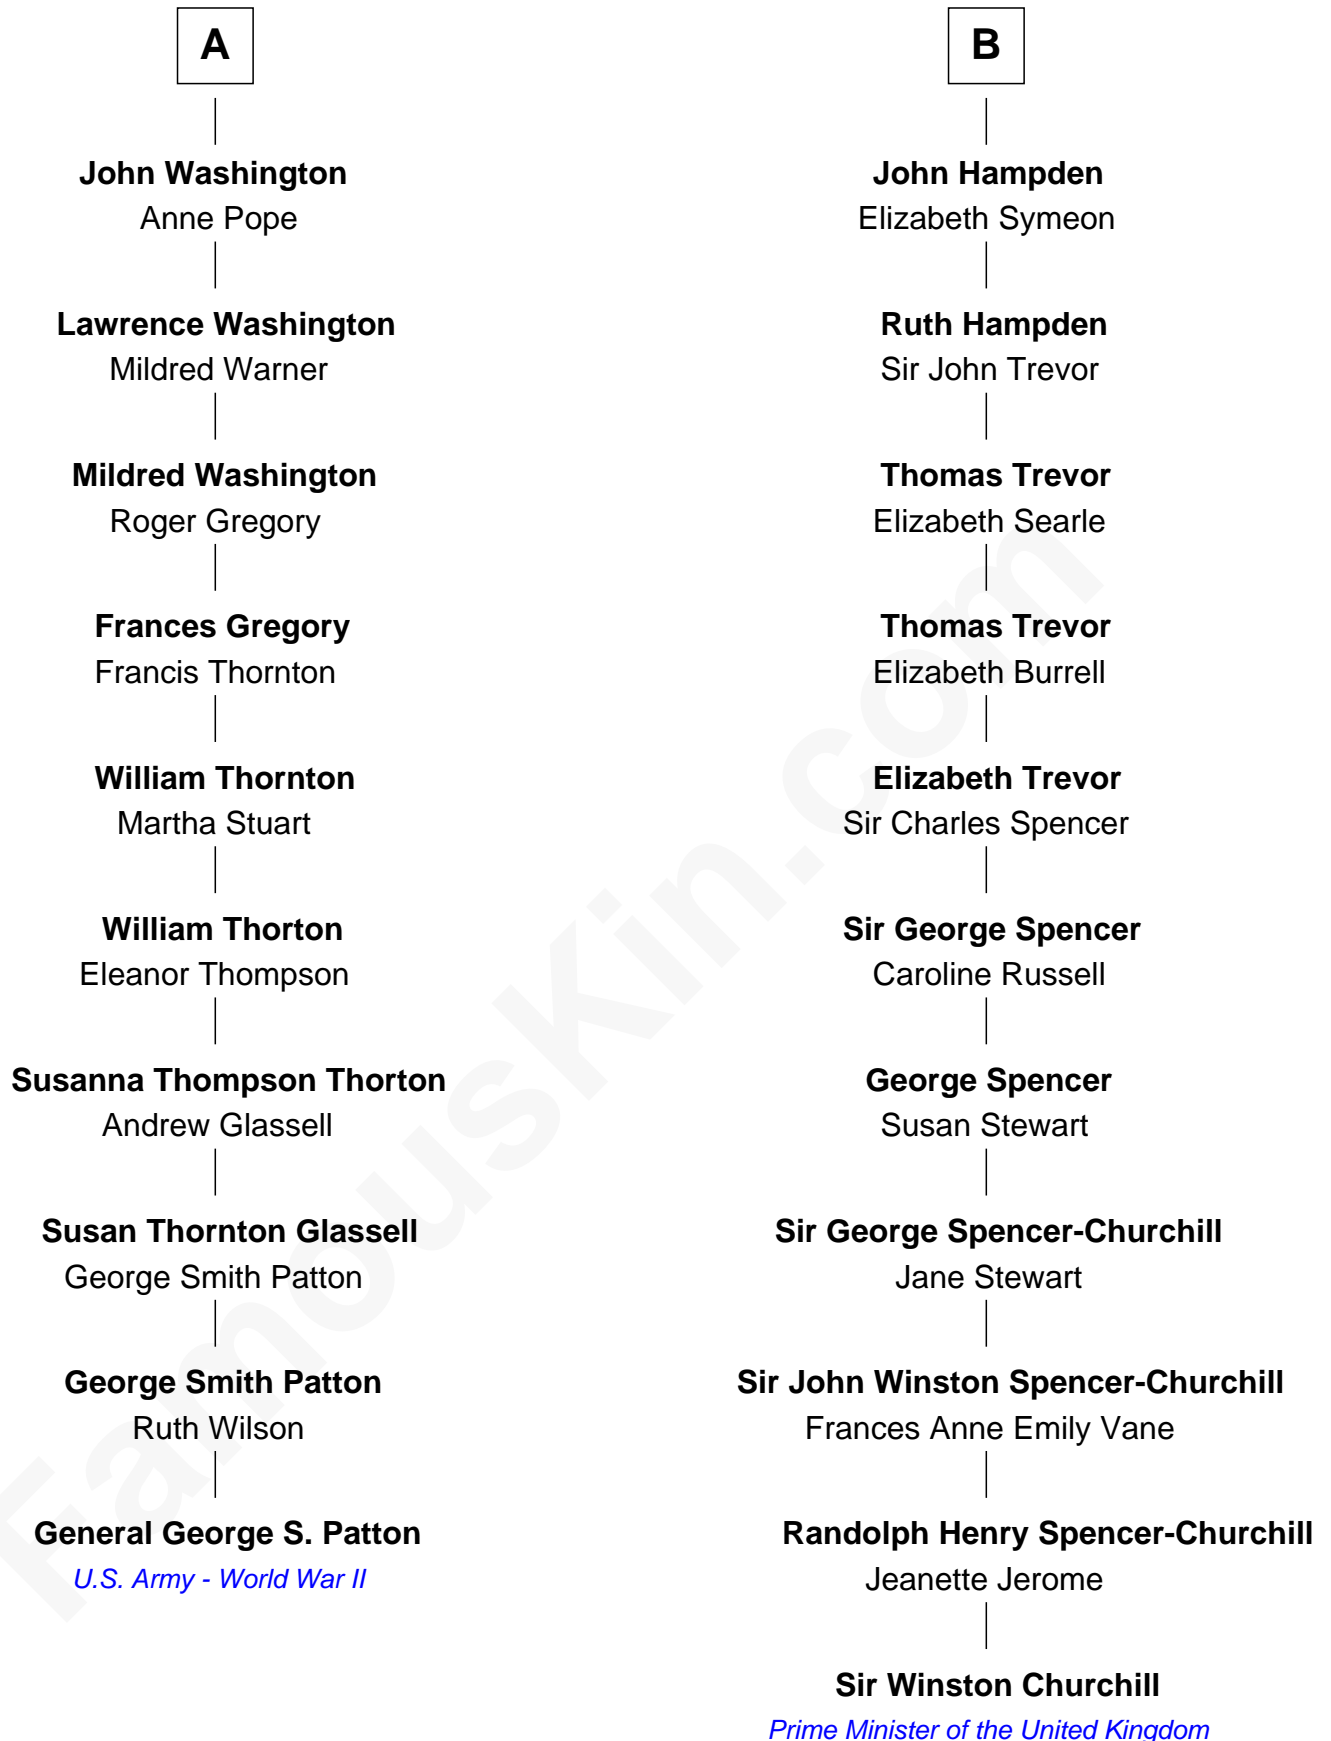 A
John Washington
Anne Pope
Lawrence Washington
Mildred Warner
Mildred Washington
Roger Gregory
Frances Gregory
Francis Thornton
William Thornton
Martha Stuart
William Thorton
Eleanor Thompson
Susanna Thompson Thorton
Andrew Glassell
Susan Thornton Glassell
George Smith Patton
George Smith Patton
Ruth Wilson
General George S. Patton
U.S. Army - World War II
B
John Hampden
Elizabeth Symeon
Ruth Hampden
Sir John Trevor
Thomas Trevor
Elizabeth Searle
Thomas Trevor
Elizabeth Burrell
Elizabeth Trevor
Sir Charles Spencer
Sir George Spencer
Caroline Russell
George Spencer
Susan Stewart
Sir George Spencer-Churchill
Jane Stewart
Sir John Winston Spencer-Churchill
Frances Anne Emily Vane
Randolph Henry Spencer-Churchill
Jeanette Jerome
Sir Winston Churchill
Prime Minister of the United Kingdom
FamousKin.com